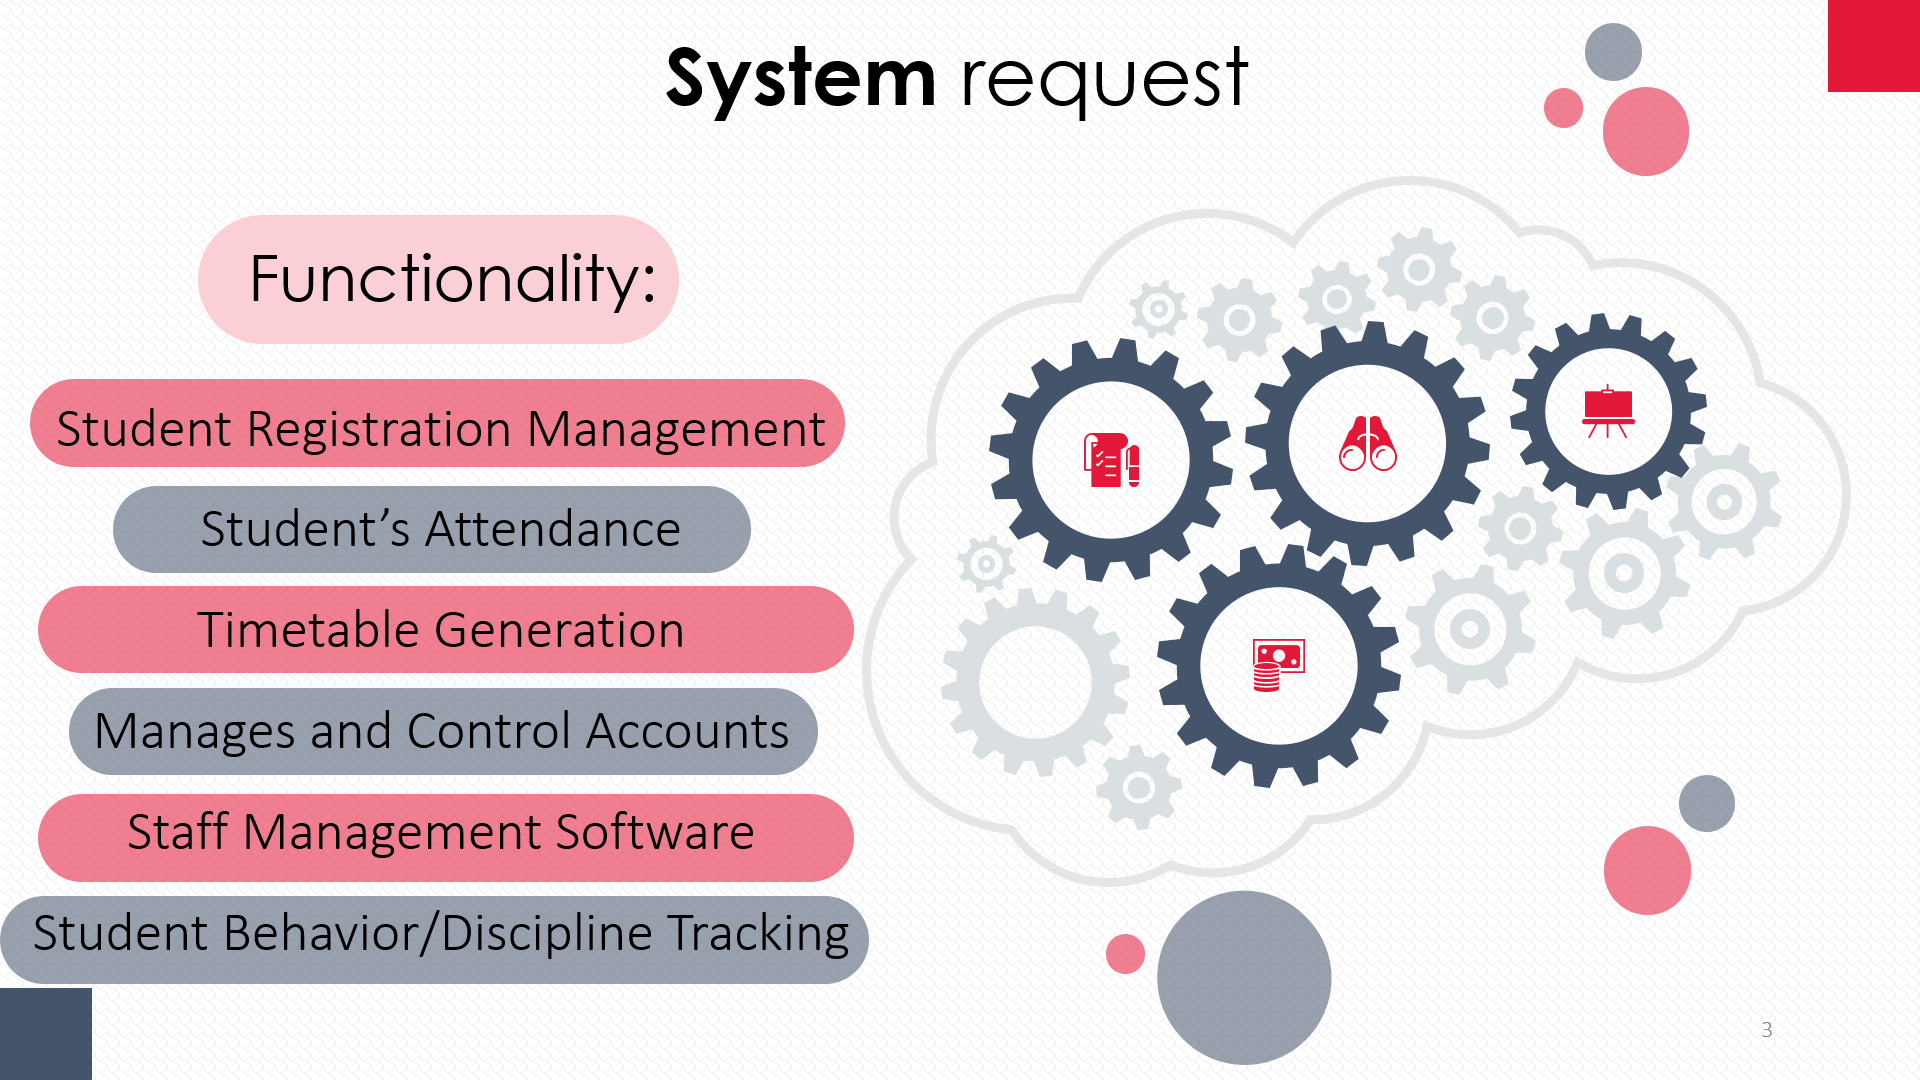 System request
Functionality:
Student Registration Management
Student’s Attendance
Timetable Generation
Manages and Control Accounts
Staff Management Software
Student Behavior/Discipline Tracking
3